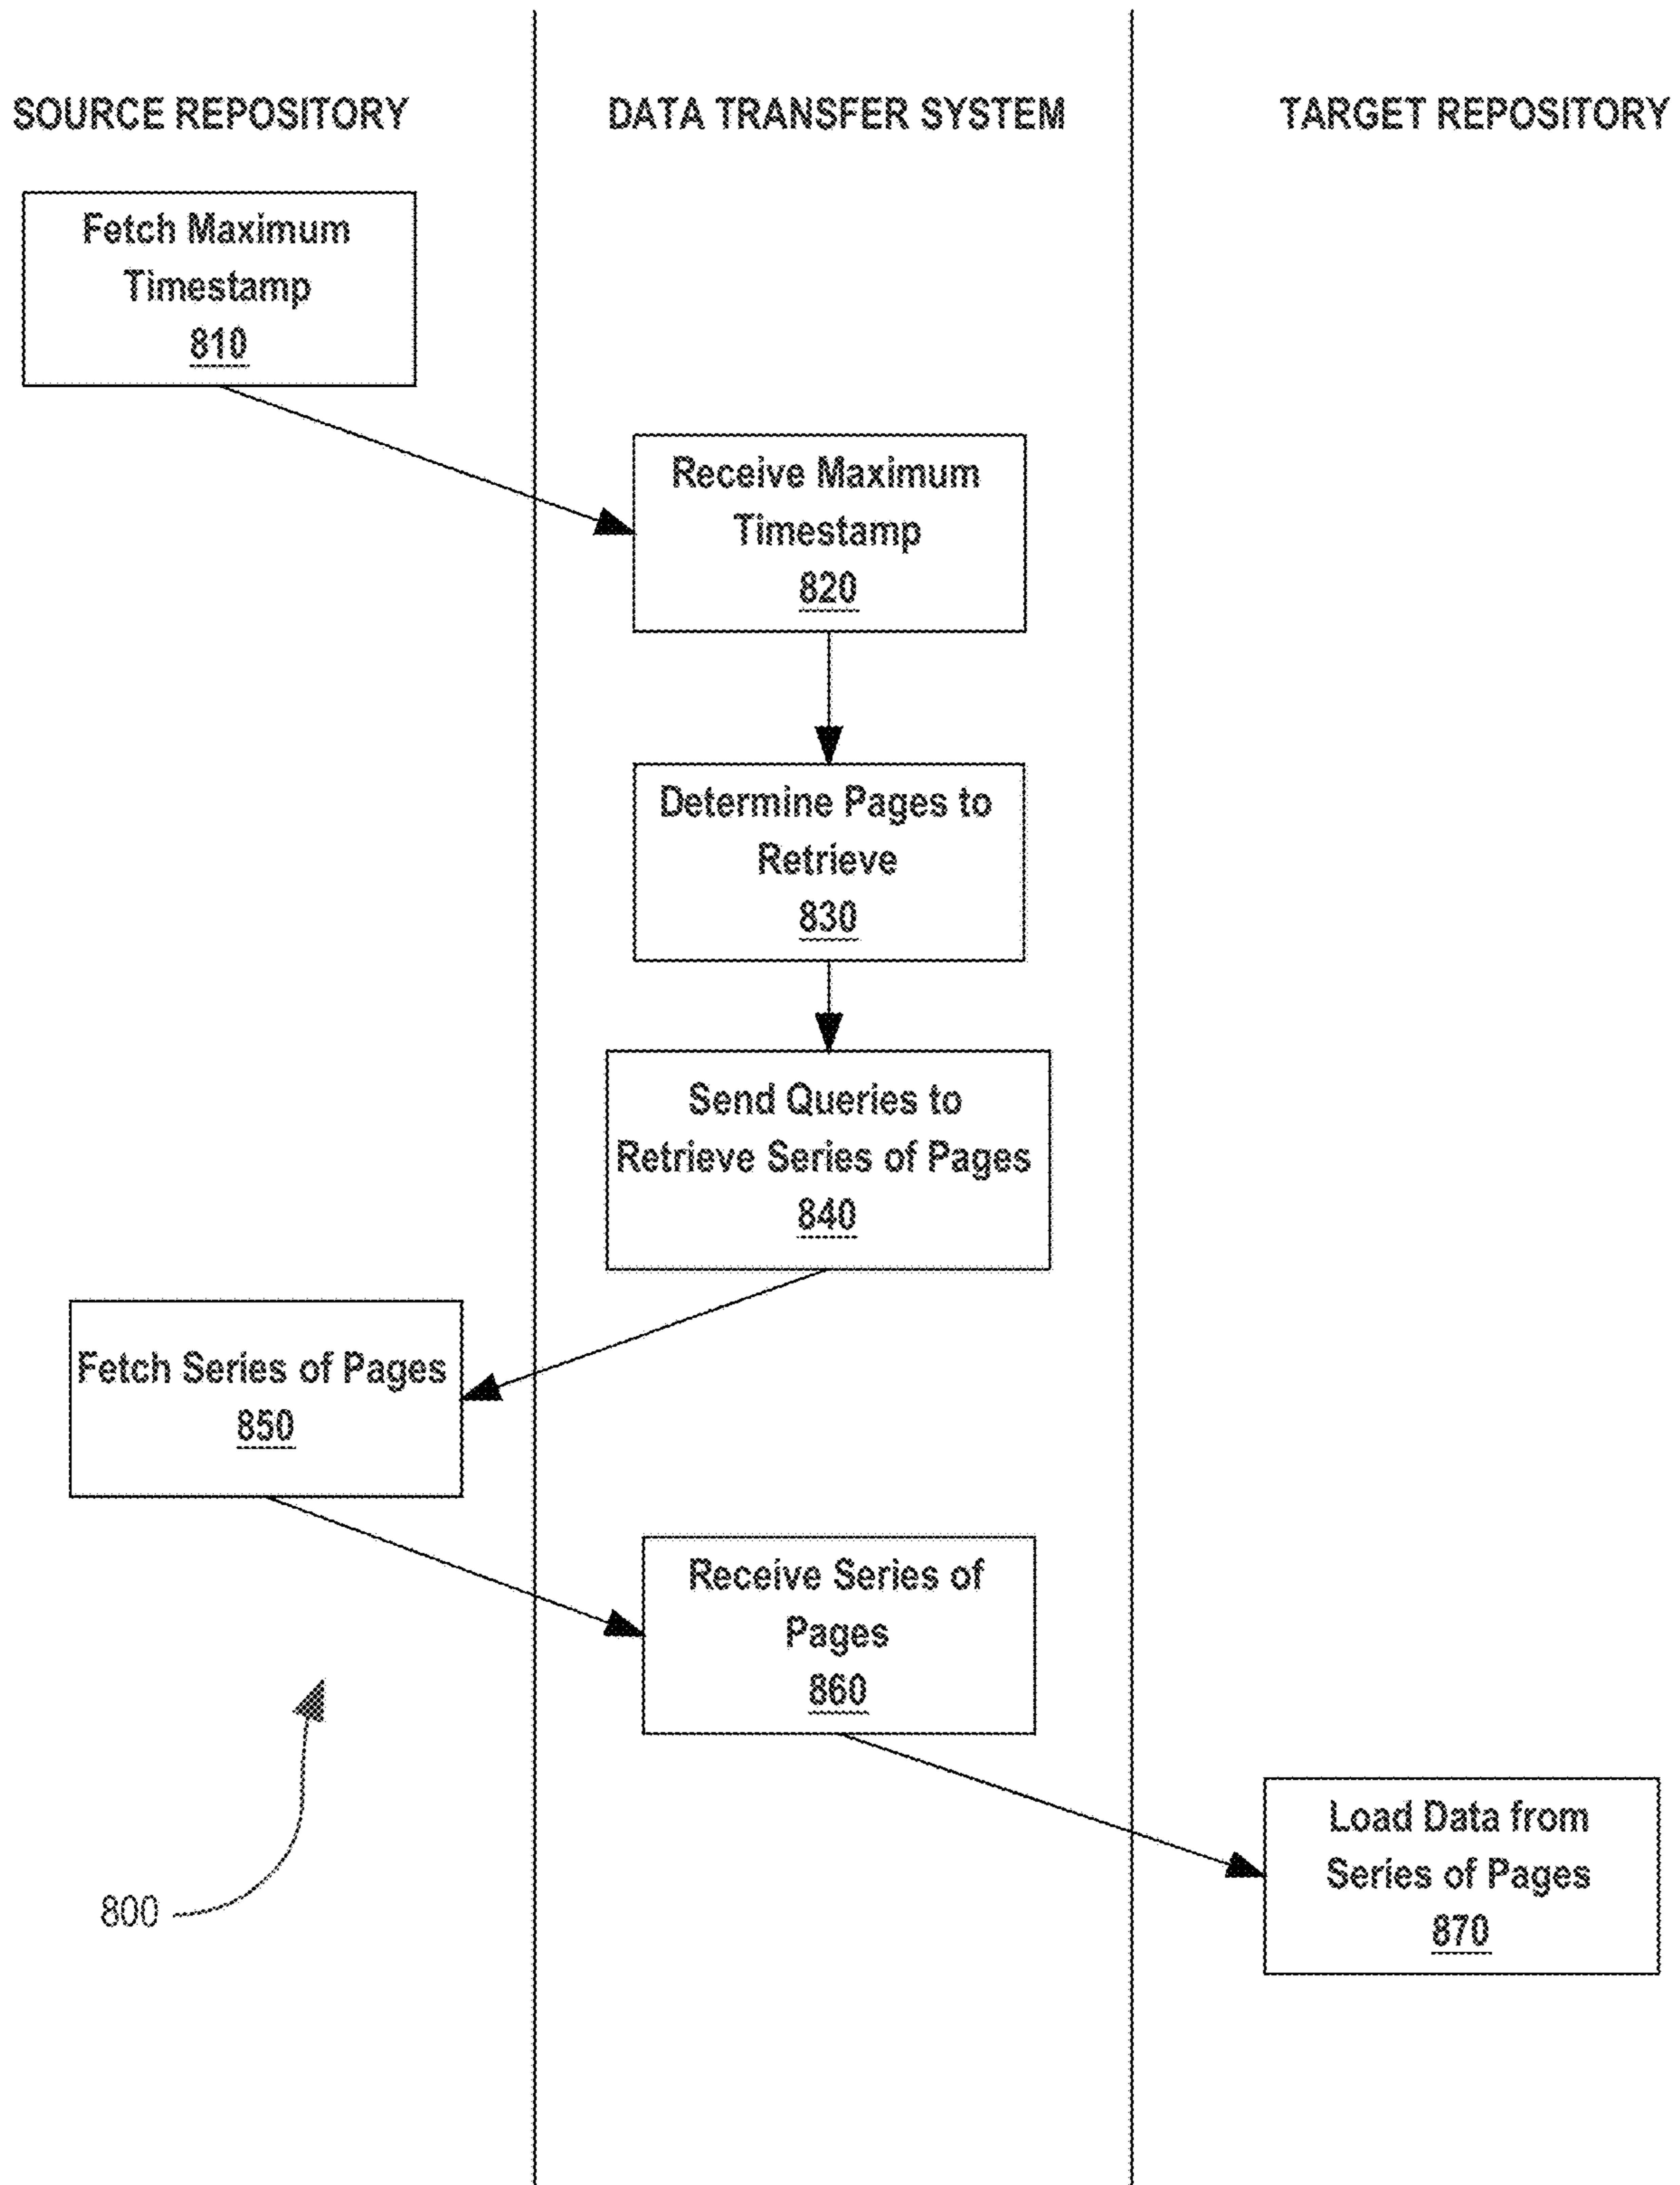 SOURCE REPOSITORY
DATA TRANSFER SYSTEM
TARGET REPOSITORY
Fetch Maximum
Timestamp
810
Receive Maximum
Timestamp
820
Determine Pages to
Retrieve
830
Send Queries to
Retrieve Series of Pages
840
Fetch Series of Pages
850
Receive Series of
Pages
860
Load Data from
Series of Pages
870
800